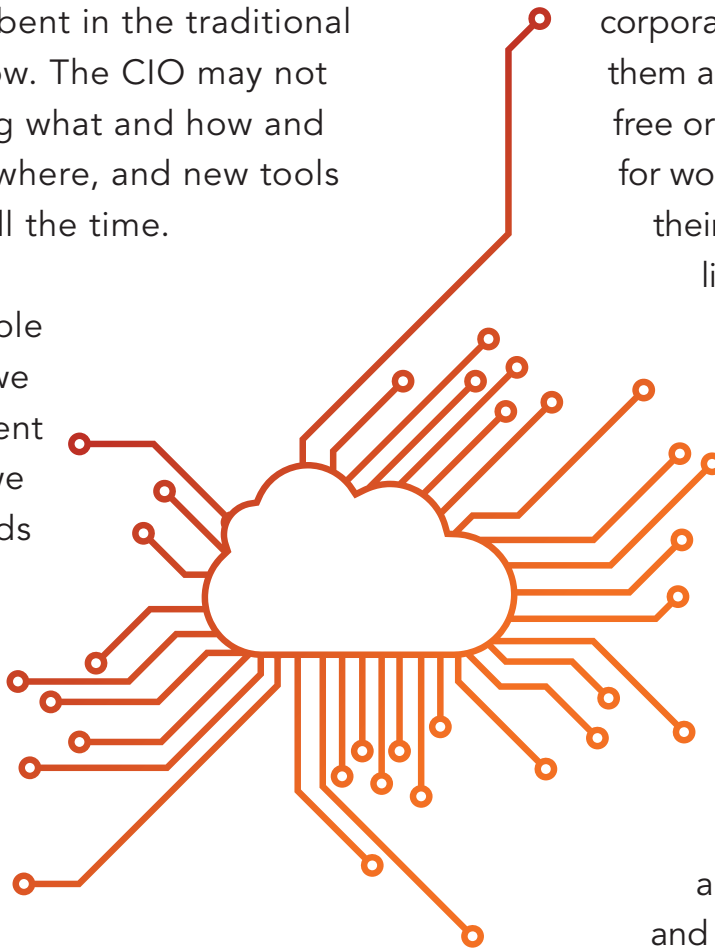 bent in the traditional
ow. The CIO may not
g what and how and
where, and new tools
ll the time.
ole
we
ent
ve
ds
corpora
them a
free or
for wo
their
li
a
and